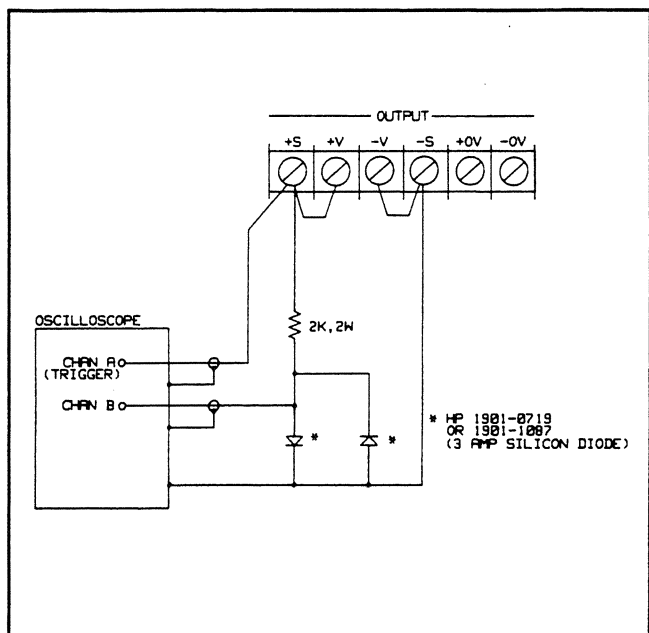 OUTPUT
+S +V -V -S +OV -OV
2K,2W
OSCILLOSCOPE
CHAN A
(TRIGGER)
CHAN B
*
*
* HP 1901-0719
OR 1901-1087
(3 AMP SILICON DIODE)